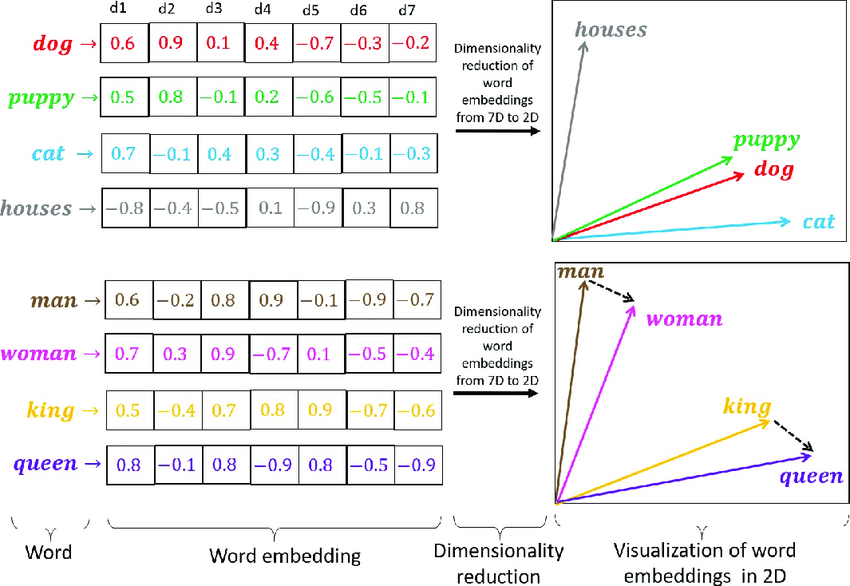 d1 d2 d3 d4 d5 d6 d7
dog → 0.6 0.9 0.1 0.4 −0.7 −0.3 −0.2
puppy → 0.5 0.8 −0.1 0.2 −0.6 −0.5 −0.1
cat → 0.7 −0.1 0.4 0.3 −0.4 −0.1 −0.3
houses → −0.8 −0.4 −0.5 0.1 −0.9 0.3 0.8
Dimensionality
reduction of
word
embeddings
from 7D to 2D
houses
puppy
dog
cat
man → 0.6 −0.2 0.8 0.9 −0.1 −0.9 −0.7
woman → 0.7 0.3 0.9 −0.7 0.1 −0.5 −0.4
king → 0.5 −0.4 0.7 0.8 0.9 −0.7 −0.6
queen → 0.8 −0.1 0.8 −0.9 0.8 −0.5 −0.9
Dimensionality
reduction of
word
embeddings
from 7D to 2D
man
woman
king
queen
Word
Word embedding
Dimensionality
reduction
Visualization of word
embeddings in 2D